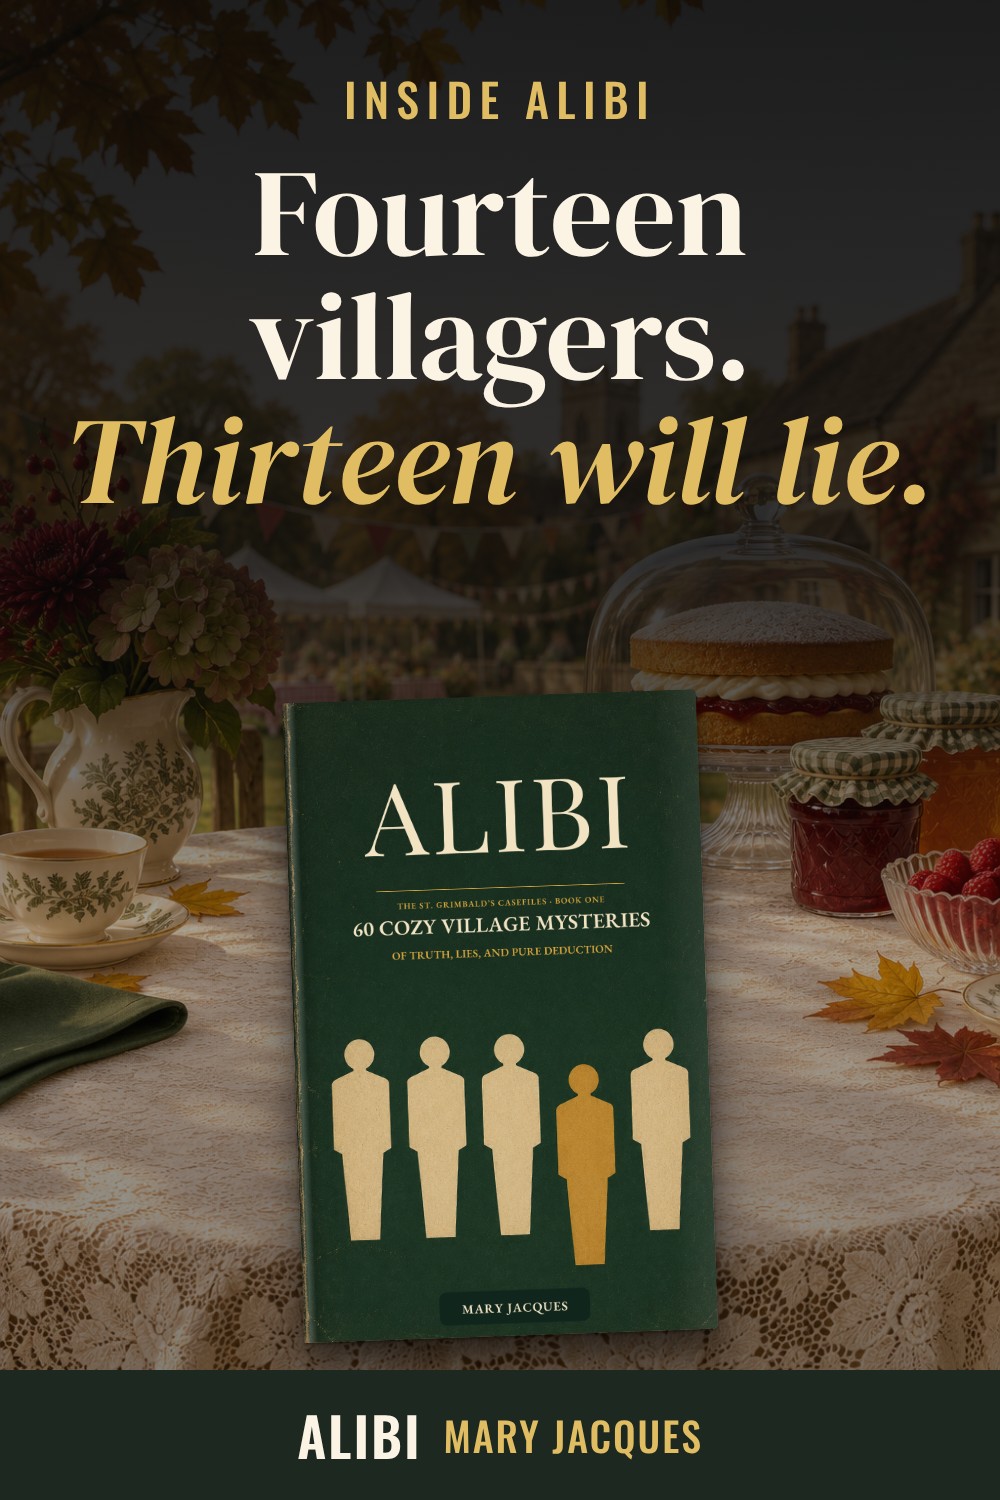 INSIDE ALIBI
Fourteen
villagers.
Thirteen will lie.
ALIBI
THE ST. GRIMBALD'S CASEFILES · BOOK ONE
60 COZY VILLAGE MYSTERIES
OF TRUTH, LIES, AND PURE DEDUCTION
MARY JACQUES
ALIBI MARY JACQUES